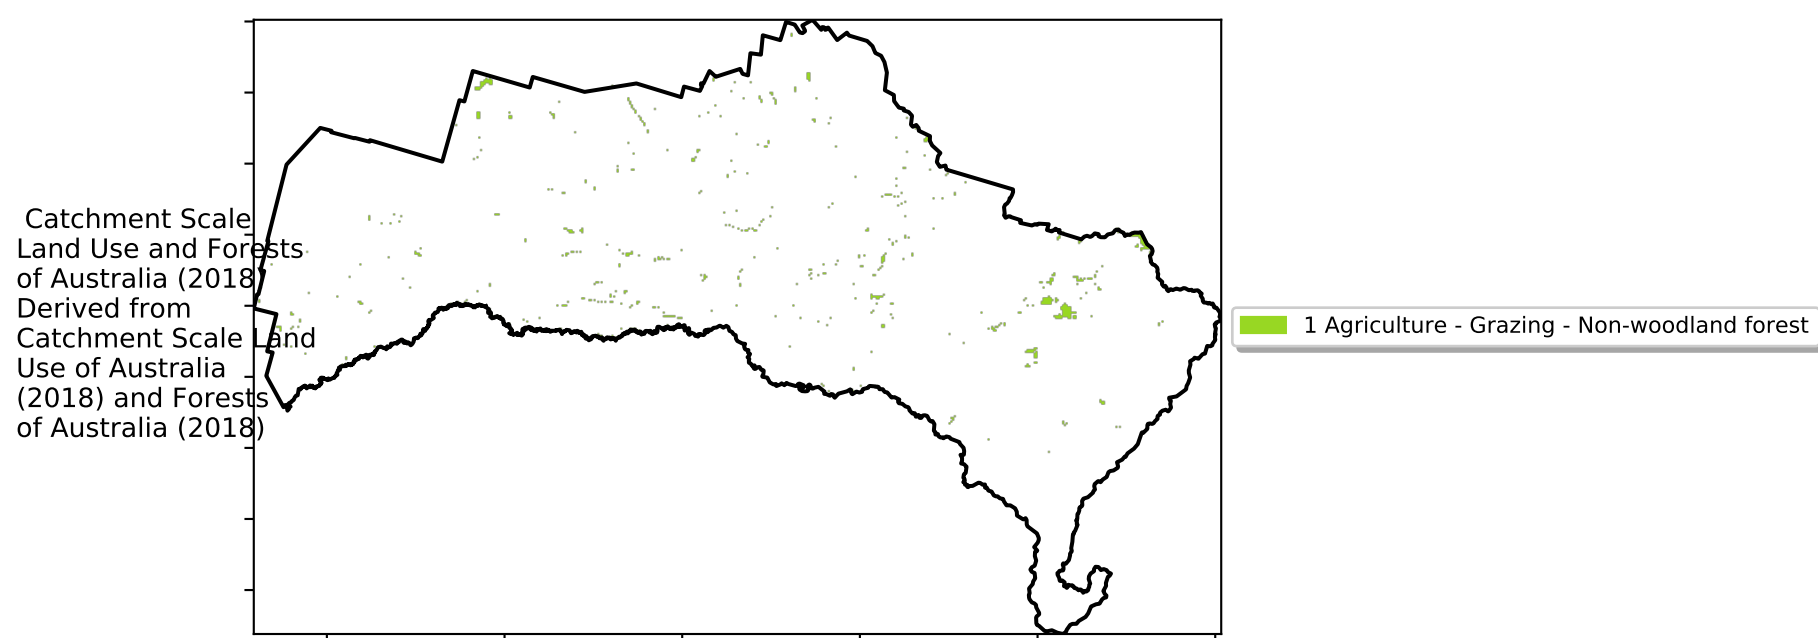 Catchment Scale
Land Use and Forests
of Australia (2018)
Derived from
Catchment Scale Land
Use of Australia
(2018) and Forests
of Australia (2018)
1 Agriculture - Grazing - Non-woodland forest